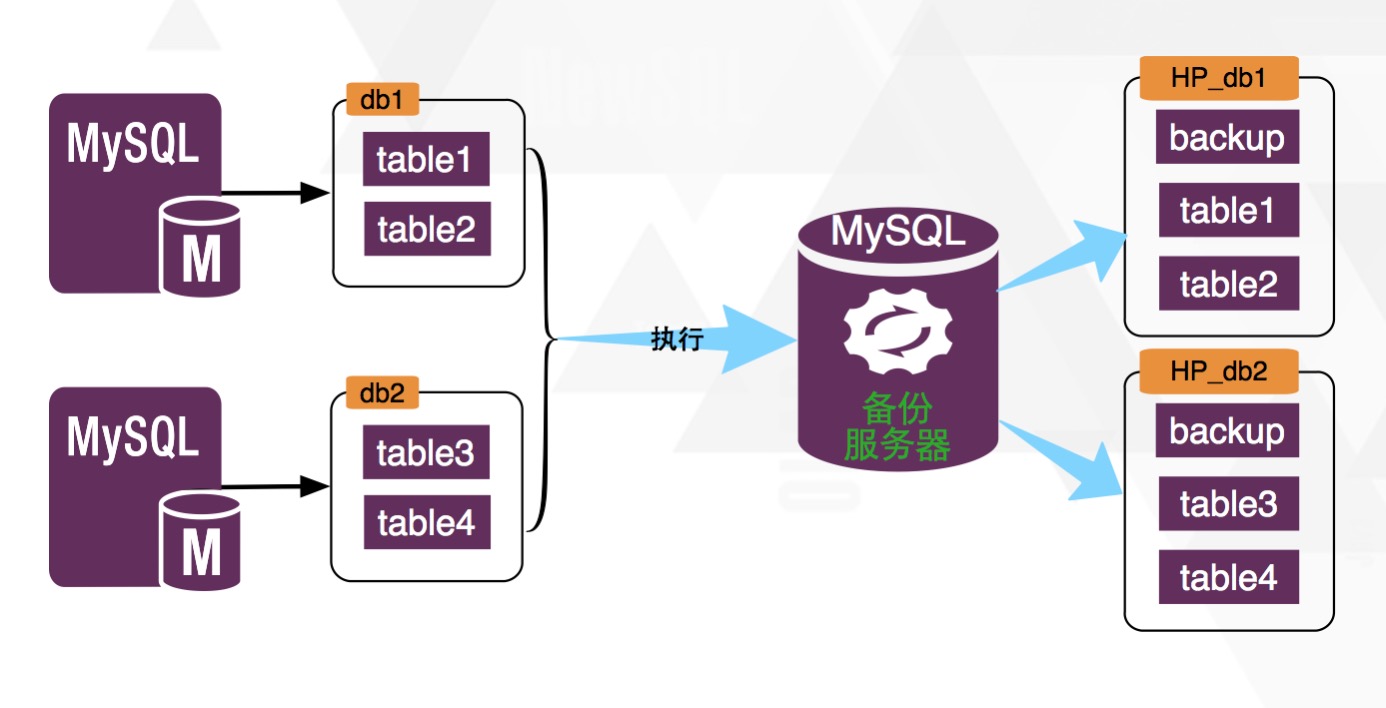 MySQL
M
db1
table1
table2
MySQL
M
db2
table3
table4
执行
MySQL
备份
服务器
HP_db1
backup
table1
table2
HP_db2
backup
table3
table4